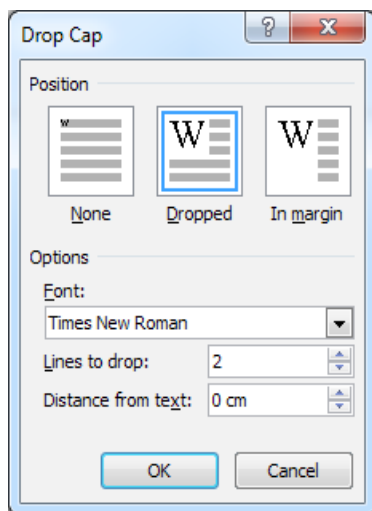 Drop Cap
Position
W W W
None Dropped In margin
Options
Font:
Times New Roman
Lines to drop: 2
Distance from text: 0 cm
OK Cancel